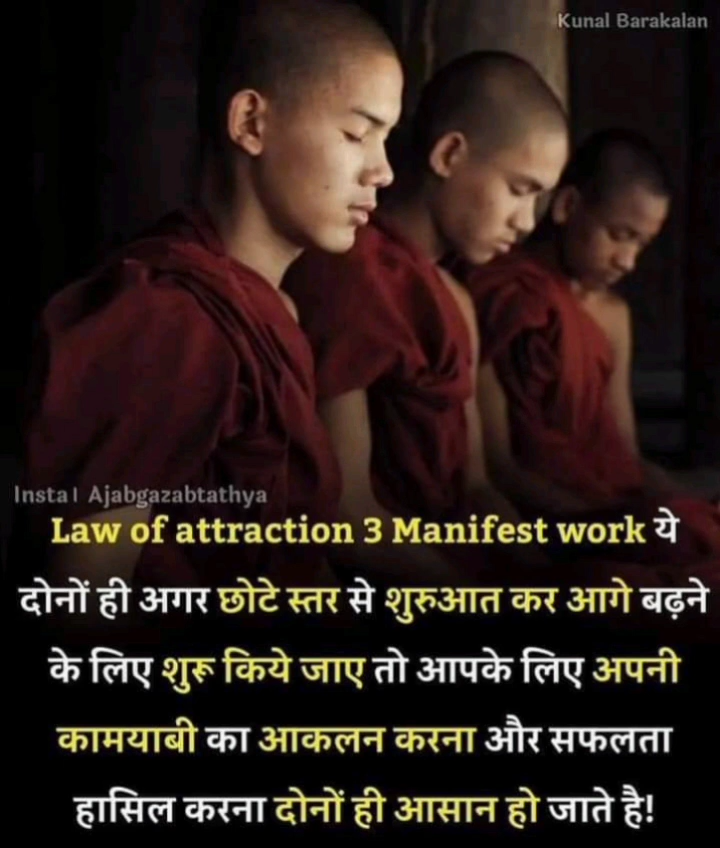 Kunal Barakalan
Insta। Ajabgazabtathya
Law of attraction 3 Manifest work ये
दोनों ही अगर छोटे स्तर से शुरुआत कर आगे बढ़ने
के लिए शुरू किये जाए तो आपके लिए अपनी
कामयाबी का आकलन करना और सफलता
हासिल करना दोनों ही आसान हो जाते है!